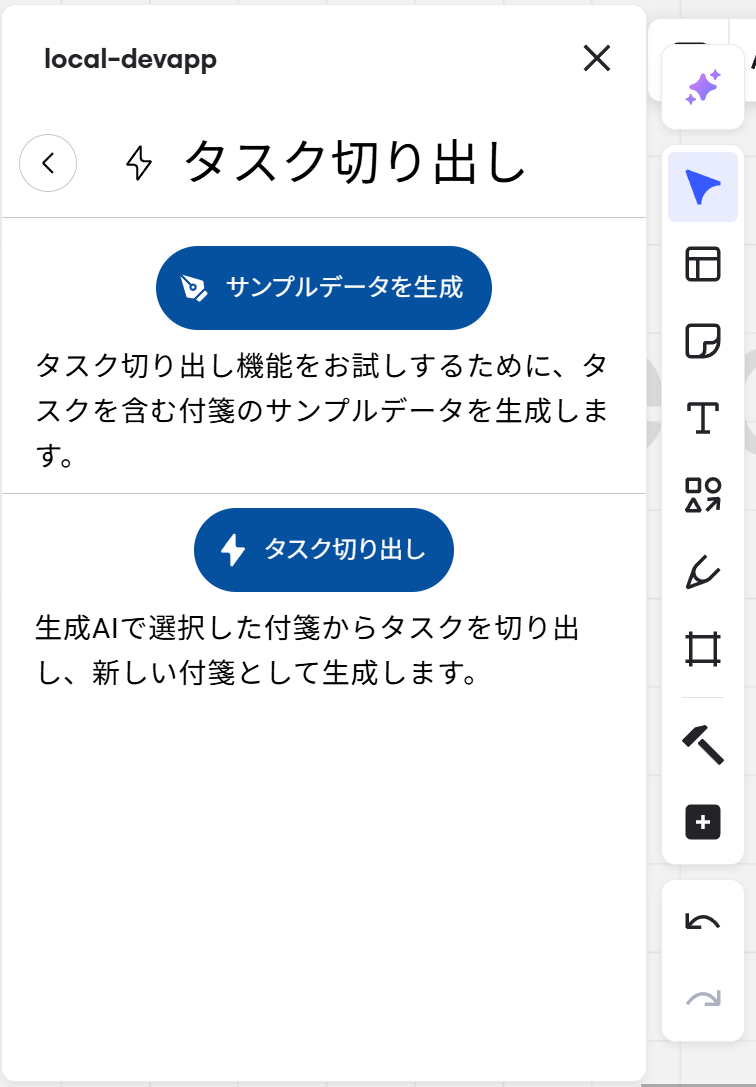 local-devapp
タスク切り出し
サンプルデータを生成
タスク切り出し機能をお試しするために、タ
スクを含む付箋のサンプルデータを生成しま
す。
タスク切り出し
生成AIで選択した付箋からタスクを切り出
し、新しい付箋として生成します。